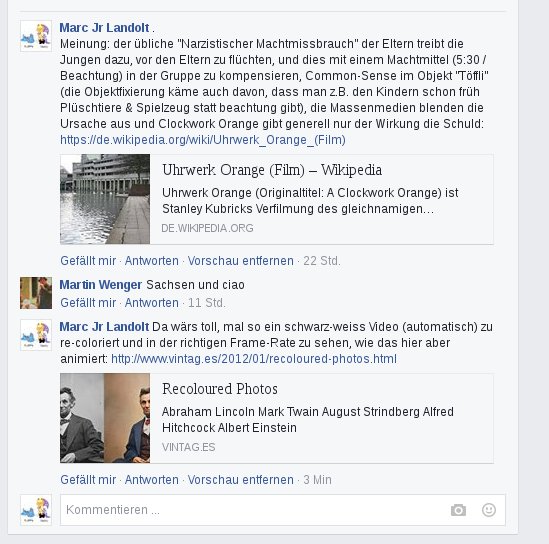 Marc Jr Landolt .
Meinung: der übliche "Narzistischer Machtmissbrauch" der Eltern treibt die
Jungen dazu, vor den Eltern zu flüchten, und dies mit einem Machtmittel (5:30 /
Beachtung) in der Gruppe zu kompensieren, Common-Sense im Objekt "Töffli"
(die Objektfixierung käme auch davon, dass man z.B. den Kindern schon früh
Plüschtiere & Spielzeug statt beachtung gibt), die Massenmedien blenden die
Ursache aus und Clockwork Orange gibt generell nur der Wirkung die Schuld:
https://de.wikipedia.org/wiki/Uhrwerk_Orange_(Film)
Uhrwerk Orange (Film) – Wikipedia
Uhrwerk Orange (Originaltitel: A Clockwork Orange) ist
Stanley Kubricks Verfilmung des gleichnamigen…
DE.WIKIPEDIA.ORG
Gefällt mir · Antworten · Vorschau entfernen · 22 Std.
Martin Wenger Sachsen und ciao
Gefällt mir · Antworten · 11 Std.
Marc Jr Landolt Da wärs toll, mal so ein schwarz-weiss Video (automatisch) zu
re-coloriert und in der richtigen Frame-Rate zu sehen, wie das hier aber
animiert: http://www.vintag.es/2012/01/recoloured-photos.html
Recoloured Photos
Abraham Lincoln Mark Twain August Strindberg Alfred
Hitchcock Albert Einstein
VINTAG.ES
Gefällt mir · Antworten · Vorschau entfernen · 3 Min
Kommentieren ...